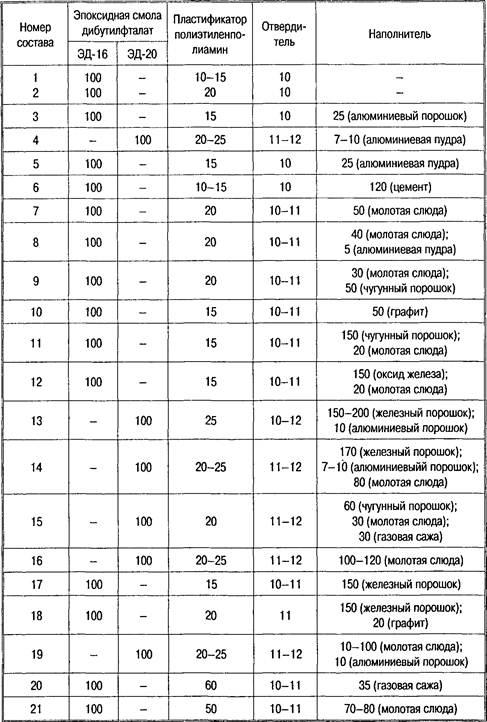 Номер состава | Эпоксидная смола дибутилфталат | Пластификатор полиэтиленполиамин | Отвердитель | Наполнитель
ЭД-16 | ЭД-20
1 | 100 | – | 10–15 | 10 | –
2 | 100 | – | 20 | 10 | –
3 | 100 | – | 15 | 10 | 25 (алюминиевый порошок)
4 | – | 100 | 20–25 | 11–12 | 7–10 (алюминиевая пудра)
5 | 100 | – | 15 | 10 | 25 (алюминиевая пудра)
6 | 100 | – | 10–15 | 10 | 120 (цемент)
7 | 100 | – | 20 | 10–11 | 50 (молотая слюда)
8 | 100 | – | 20 | 10–11 | 40 (молотая слюда);
5 (алюминиевая пудра)
9 | 100 | – | 20 | 10–11 | 30 (молотая слюда);
50 (чугунный порошок)
10 | 100 | – | 15 | 10–11 | 50 (графит)
11 | 100 | – | 15 | 10–11 | 150 (чугунный порошок);
20 (молотая слюда)
12 | 100 | – | 15 | 10–11 | 150 (оксид железа);
20 (молотая слюда)
13 | – | 100 | 25 | 10–12 | 150–200 (железный порошок);
10 (алюминиевый порошок)
14 | – | 100 | 20–25 | 11–12 | 170 (железный порошок);
7–10 (алюминиевыйй порошок);
80 (молотая слюда)
15 | – | 100 | 20 | 11–12 | 60 (чугунный порошок);
30 (молотая слюда);
30 (газовая сажа)
16 | – | 100 | 20–25 | 11–12 | 100–120 (молотая слюда)
17 | 100 | – | 15 | 10–11 | 150 (железный порошок)
18 | 100 | – | 20 | 11 | 150 (железный порошок);
20 (графит)
19 | – | 100 | 20–25 | 11–12 | 10–100 (молотая слюда);
10 (алюминиевый порошок)
20 | 100 | – | 60 | 10–11 | 35 (газовая сажа)
21 | 100 | – | 50 | 10–11 | 70–80 (молотая слюда)